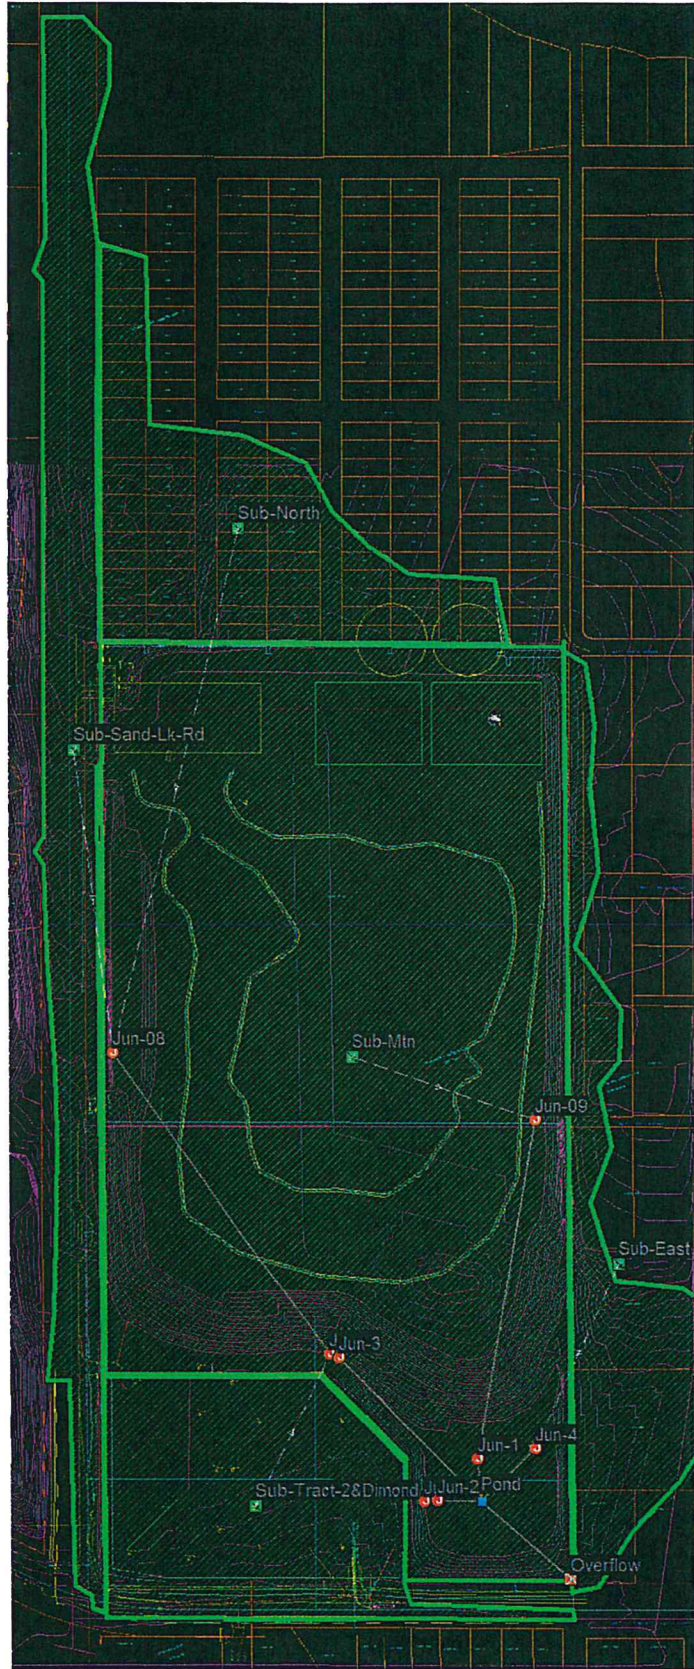 Sub-North
Sub-Sand-Lk-Rd
Jun-08
Sub-Mtn
Jun-09
Sub-East
J
Jun-3
Jun-1
Jun-4
Sub-Tract-2&Dimond
Jun-2
Pond
Overflow